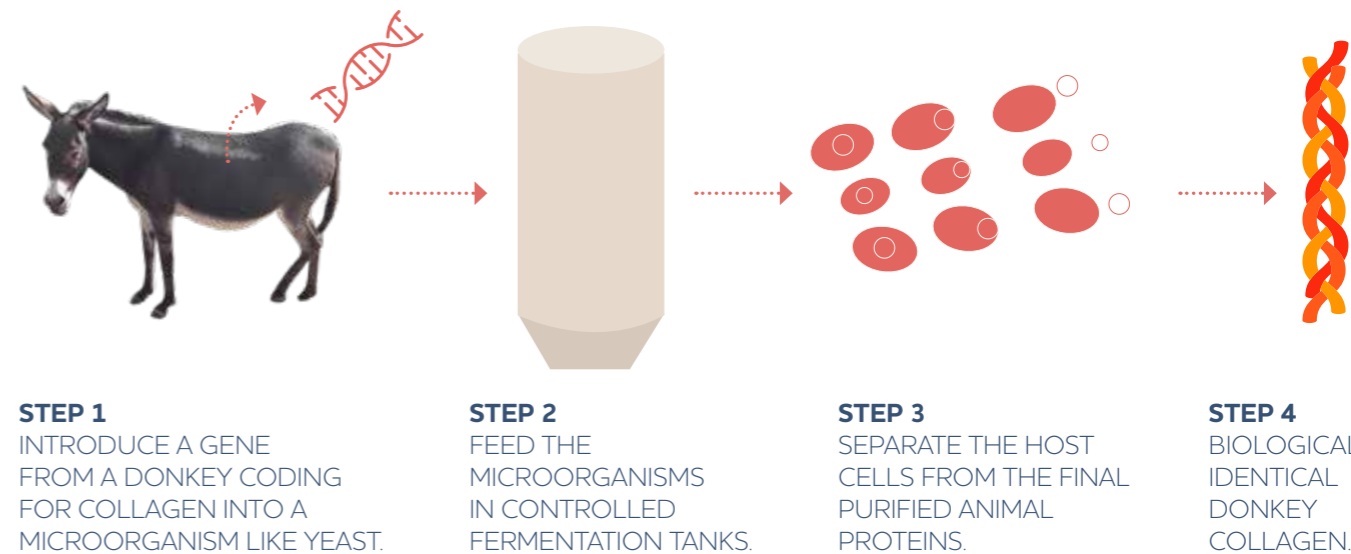 STEP 1
INTRODUCE A GENE
FROM A DONKEY CODING
FOR COLLAGEN INTO A
MICROORGANISM LIKE YEAST.
STEP 2
FEED THE
MICROORGANISMS
IN CONTROLLED
FERMENTATION TANKS.
STEP 3
SEPARATE THE HOST
CELLS FROM THE FINAL
PURIFIED ANIMAL
PROTEINS.
STEP 4
BIOLOGICAL
IDENTICAL
DONKEY
COLLAGEN.